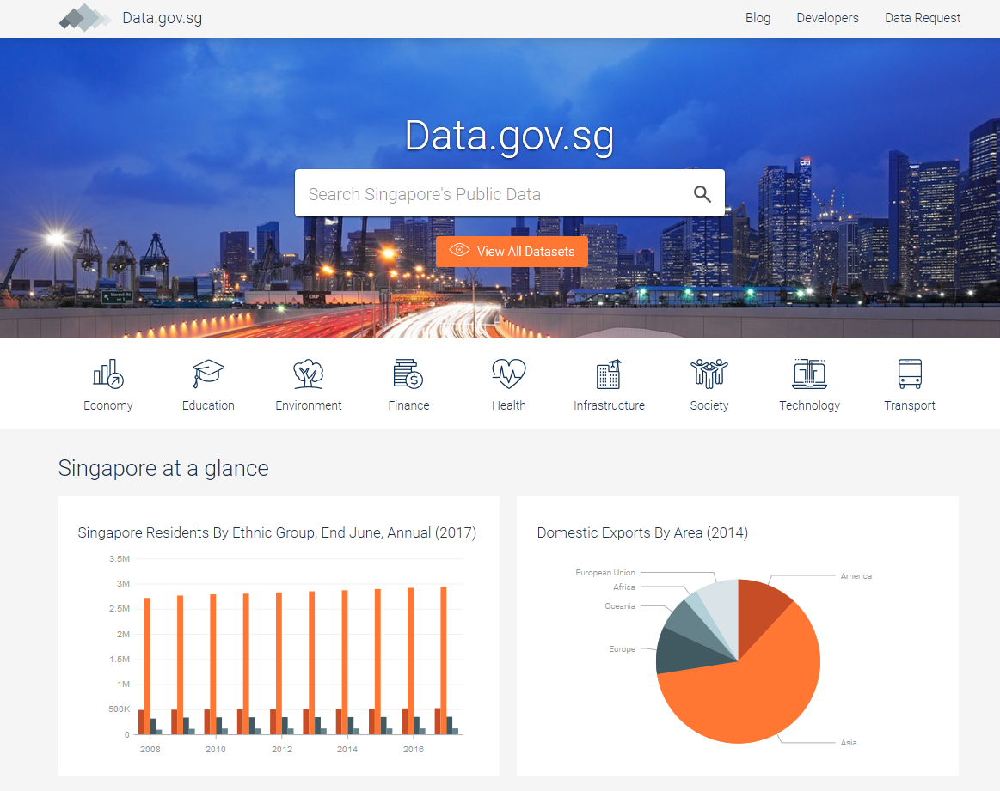 Data.gov.sg
Blog Developers Data Request
Data.gov.sg
Search Singapore's Public Data
View All Datasets
citi
ERP
Economy Education Environment Finance Health Infrastructure Society Technology Transport
Singapore at a glance
Singapore Residents By Ethnic Group, End June, Annual (2017)
3.5M
3M
2.5M
2M
1.5M
1M
500K
0
2008 2010 2012 2014 2016
Domestic Exports By Area (2014)
European Union
America
Africa
Oceania
Europe
Asia